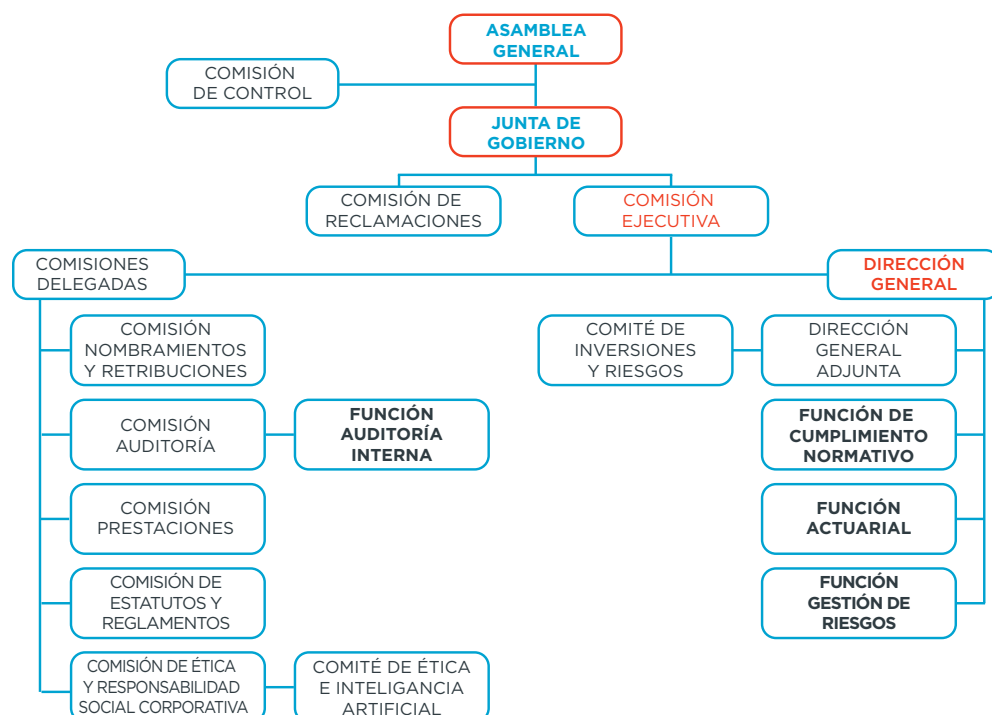 ASAMBLEA
GENERAL
COMISIÓN
DE CONTROL
JUNTA DE
GOBIERNO
COMISIÓN DE
RECLAMACIONES
COMISIÓN
EJECUTIVA
COMISIONES
DELEGADAS
DIRECCIÓN
GENERAL
COMISIÓN
NOMBRAMIENTOS
Y RETRIBUCIONES
COMITÉ DE
INVERSIONES
Y RIESGOS
DIRECCIÓN
GENERAL
ADJUNTA
COMISIÓN
AUDITORÍA
FUNCIÓN
AUDITORÍA
INTERNA
FUNCIÓN DE
CUMPLIMIENTO
NORMATIVO
COMISIÓN
PRESTACIONES
FUNCIÓN
ACTUARIAL
COMISIÓN DE
ESTATUTOS Y
REGLAMENTOS
FUNCIÓN
GESTIÓN DE
RIESGOS
COMISIÓN DE ÉTICA
Y RESPONSABILIDAD
SOCIAL CORPORATIVA
COMITÉ DE ÉTICA
E INTELIGANCIA
ARTIFICIAL